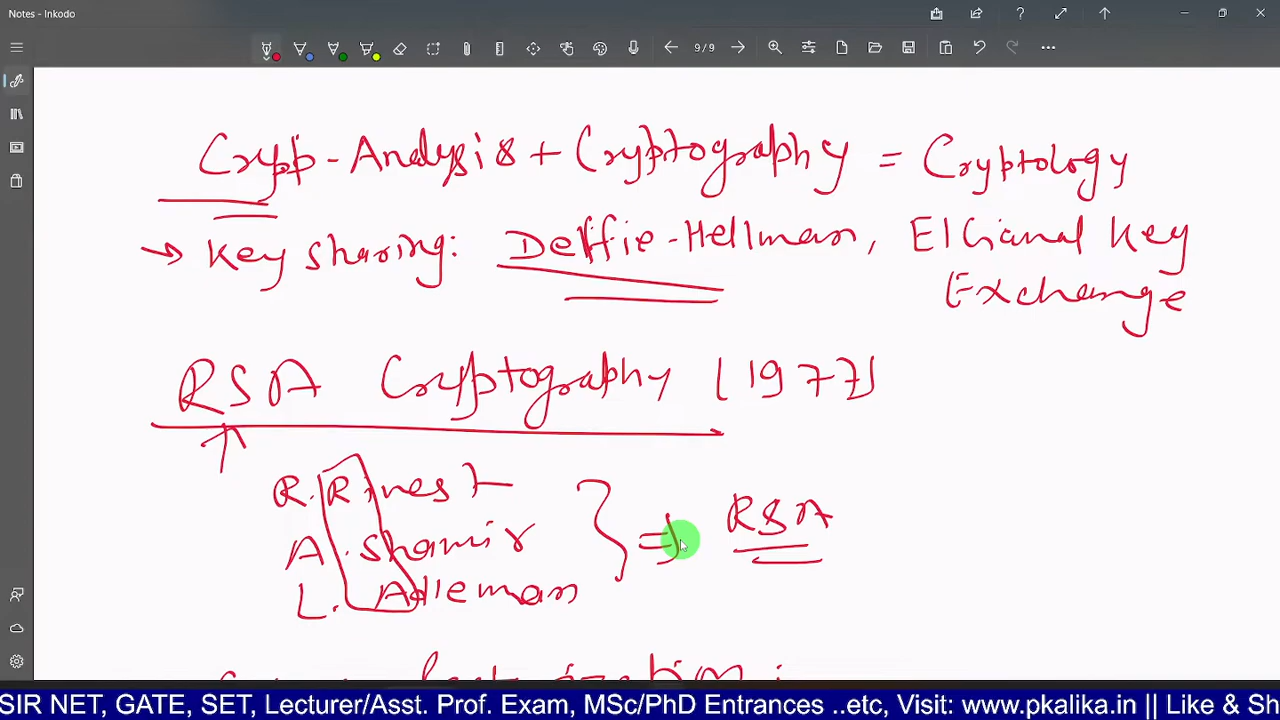 Notes - Inkodo
9/9
Cryp-Analysis + Cryptography = Cryptology
→ Key sharing: Deffie-Hellman, ElGamal Key
Exchange
RSA Cryptography (1977)
R. Rivest
A. Shamir
L. Adleman
} => RSA
SIR NET, GATE, SET, Lecturer/Asst. Prof. Exam, MSc/PhD Entrances ..etc, Visit: www.pkalika.in || Like & Sh